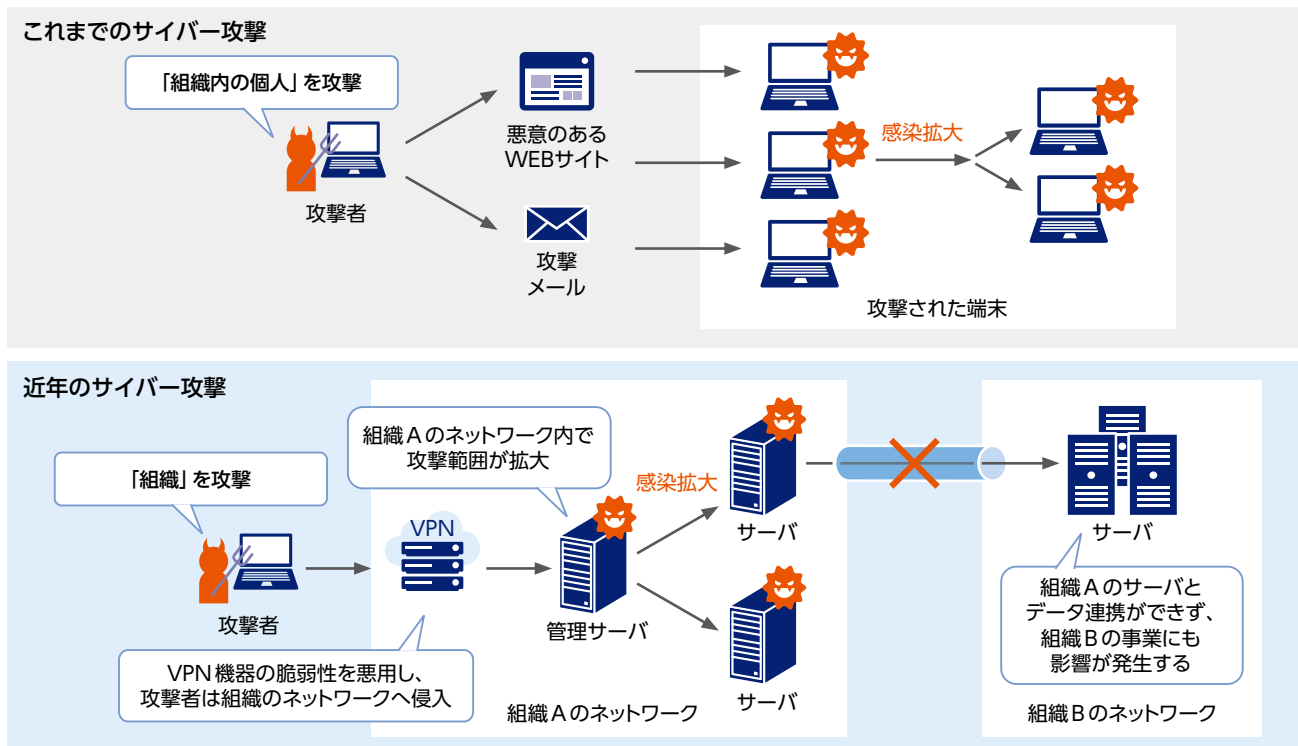 これまでのサイバー攻撃
「組織内の個人」を攻撃
攻撃者
悪意のある
WEBサイト
攻撃
メール
感染拡大
攻撃された端末
近年のサイバー攻撃
「組織」を攻撃
攻撃者
VPN
VPN機器の脆弱性を悪用し、
攻撃者は組織のネットワークへ侵入
組織Aのネットワーク内で
攻撃範囲が拡大
管理サーバ
感染拡大
サーバ
サーバ
組織Aのネットワーク
サーバ
組織Aのサーバと
データ連携ができず、
組織Bの事業にも
影響が発生する
組織Bのネットワーク